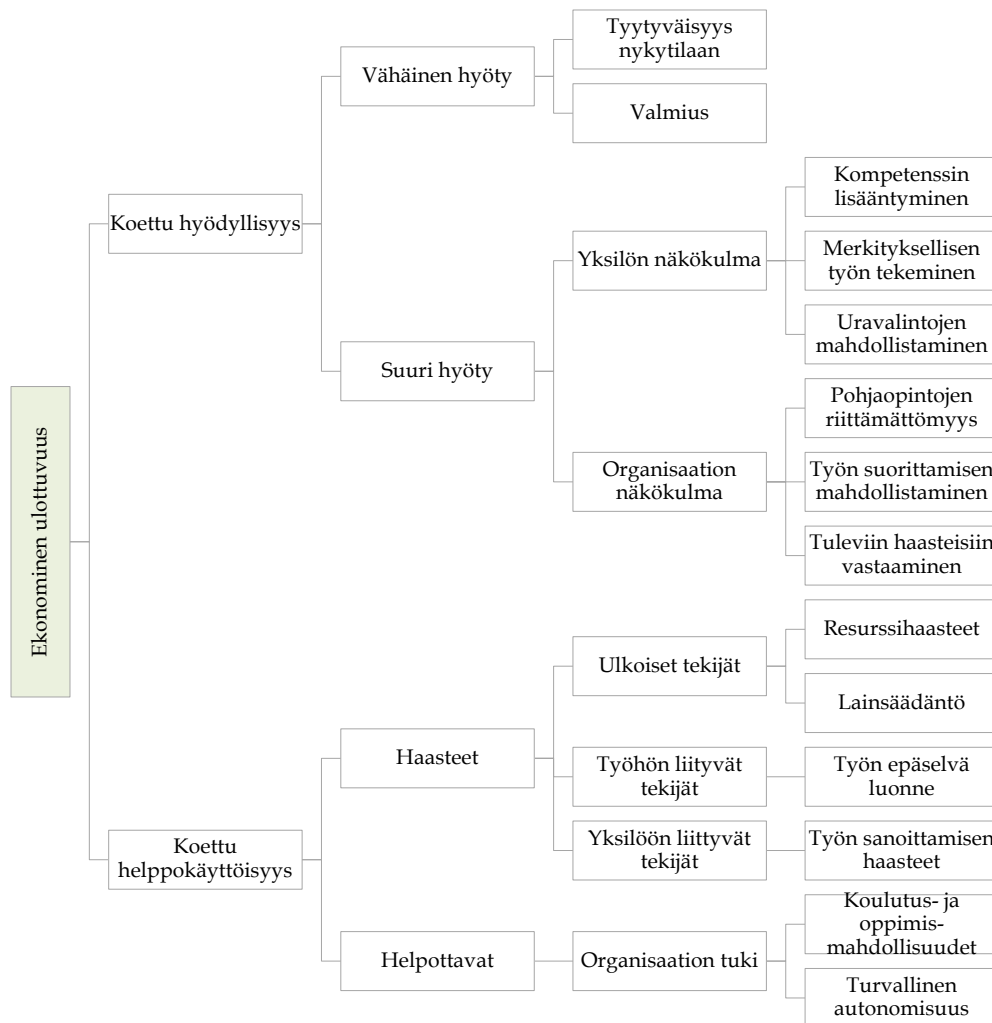 Tyytyväisyys
nykytilaan
Vähäinen hyöty
Valmius
Kompetenssin
lisääntyminen
Koettu hyödyllisyys
Yksilön näkökulma
Merkityksellisen
työn tekeminen
Uravalintojen
mahdollistaminen
Suuri hyöty
Pohjaopintojen
riittämättömyys
Organisaation
näkökulma
Työn suorittamisen
mahdollistaminen
Tuleviin haasteisiin
vastaaminen
Ekonominen ulottuvuus
Resurssihaasteet
Ulkoiset tekijät
Lainsäädäntö
Haasteet
Työhön liityvät
tekijät
Työn epäselvä
luonne
Koettu
helppokäyttöisyys
Yksilöön liittyvät
tekijät
Työn sanoittamisen
haasteet
Koulutus- ja
oppimis-
mahdollisuudet
Helpottavat
Organisaation tuki
Turvallinen
autonomisuus